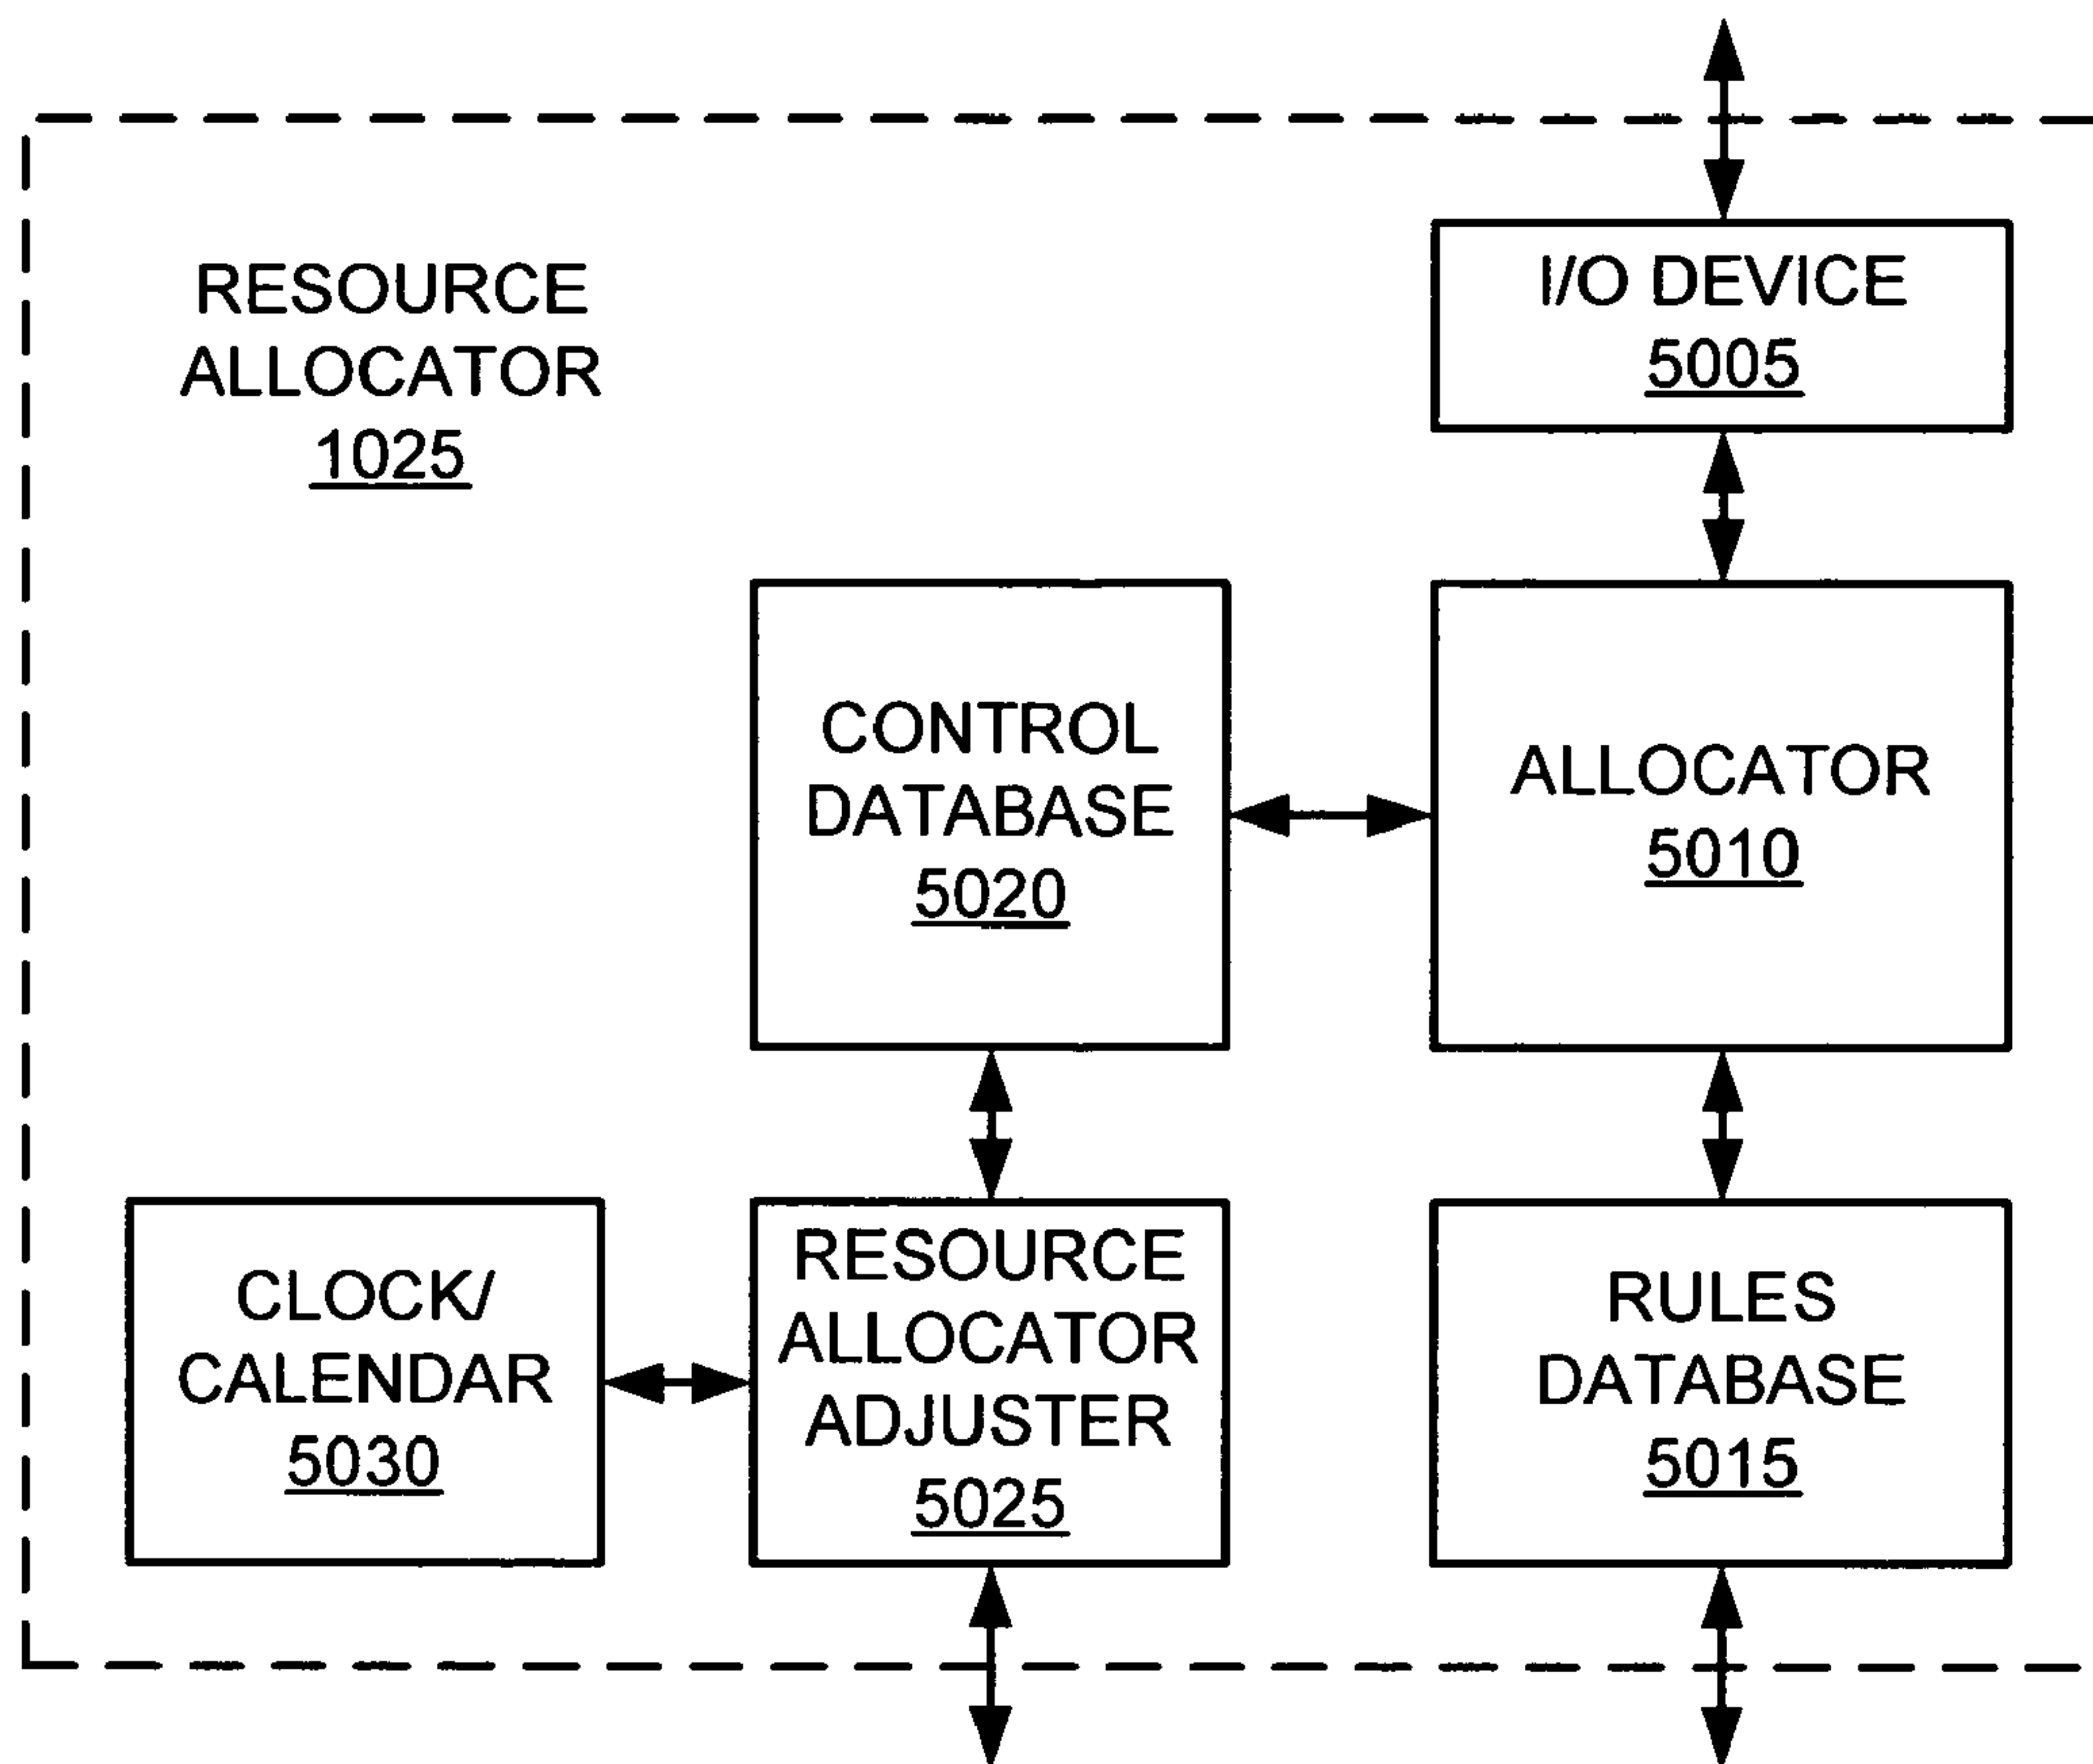 RESOURCE
ALLOCATOR
1025
I/O DEVICE
5005
CONTROL
DATABASE
5020
ALLOCATOR
5010
CLOCK/
CALENDAR
5030
RESOURCE
ALLOCATOR
ADJUSTER
5025
RULES
DATABASE
5015